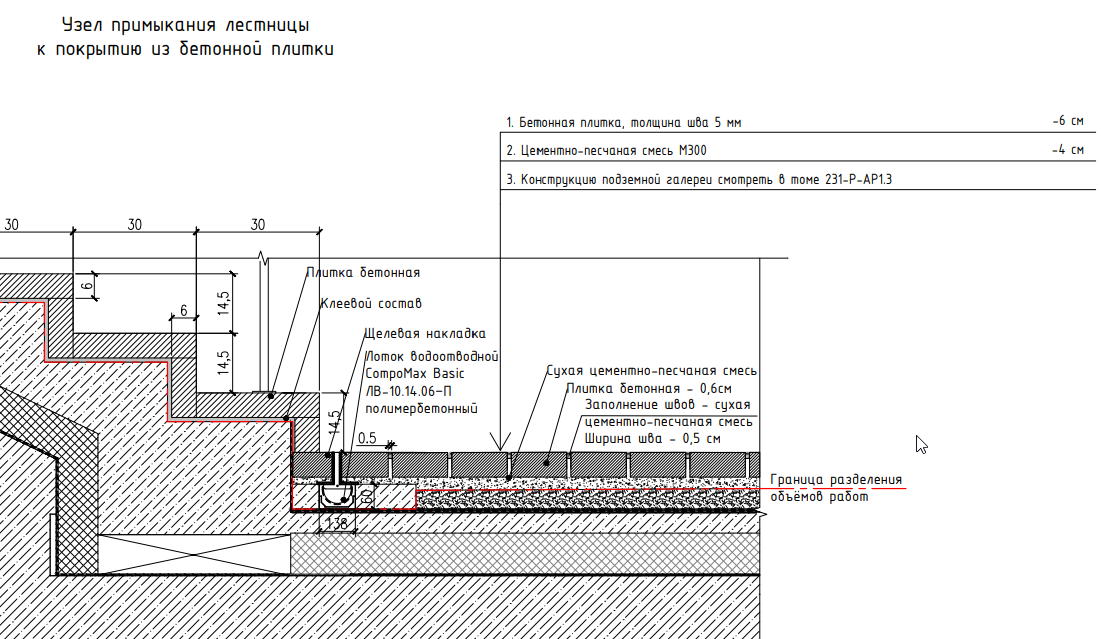 Узел примыкания лестницы
к покрытию из бетонной плитки
1. Бетонная плитка, толщина шва 5 мм -6 см
2. Цементно-песчаная смесь М300 -4 см
3. Конструкцию подземной галереи смотреть в томе 231-Р-АР1.3
30
30
30
6
14,5
6
14,5
14,5
Плитка бетонная
Клеевой состав
Щелевая накладка
Лоток водоотводной
CompoMax Basic
ЛВ-10.14.06-П
полимербетонный
0.5
Сухая цементно-песчаная смесь
Плитка бетонная - 0,6см
Заполнение швов - сухая
цементно-песчаная смесь
Ширина шва - 0,5 см
Граница разделения
объёмов работ
60
138